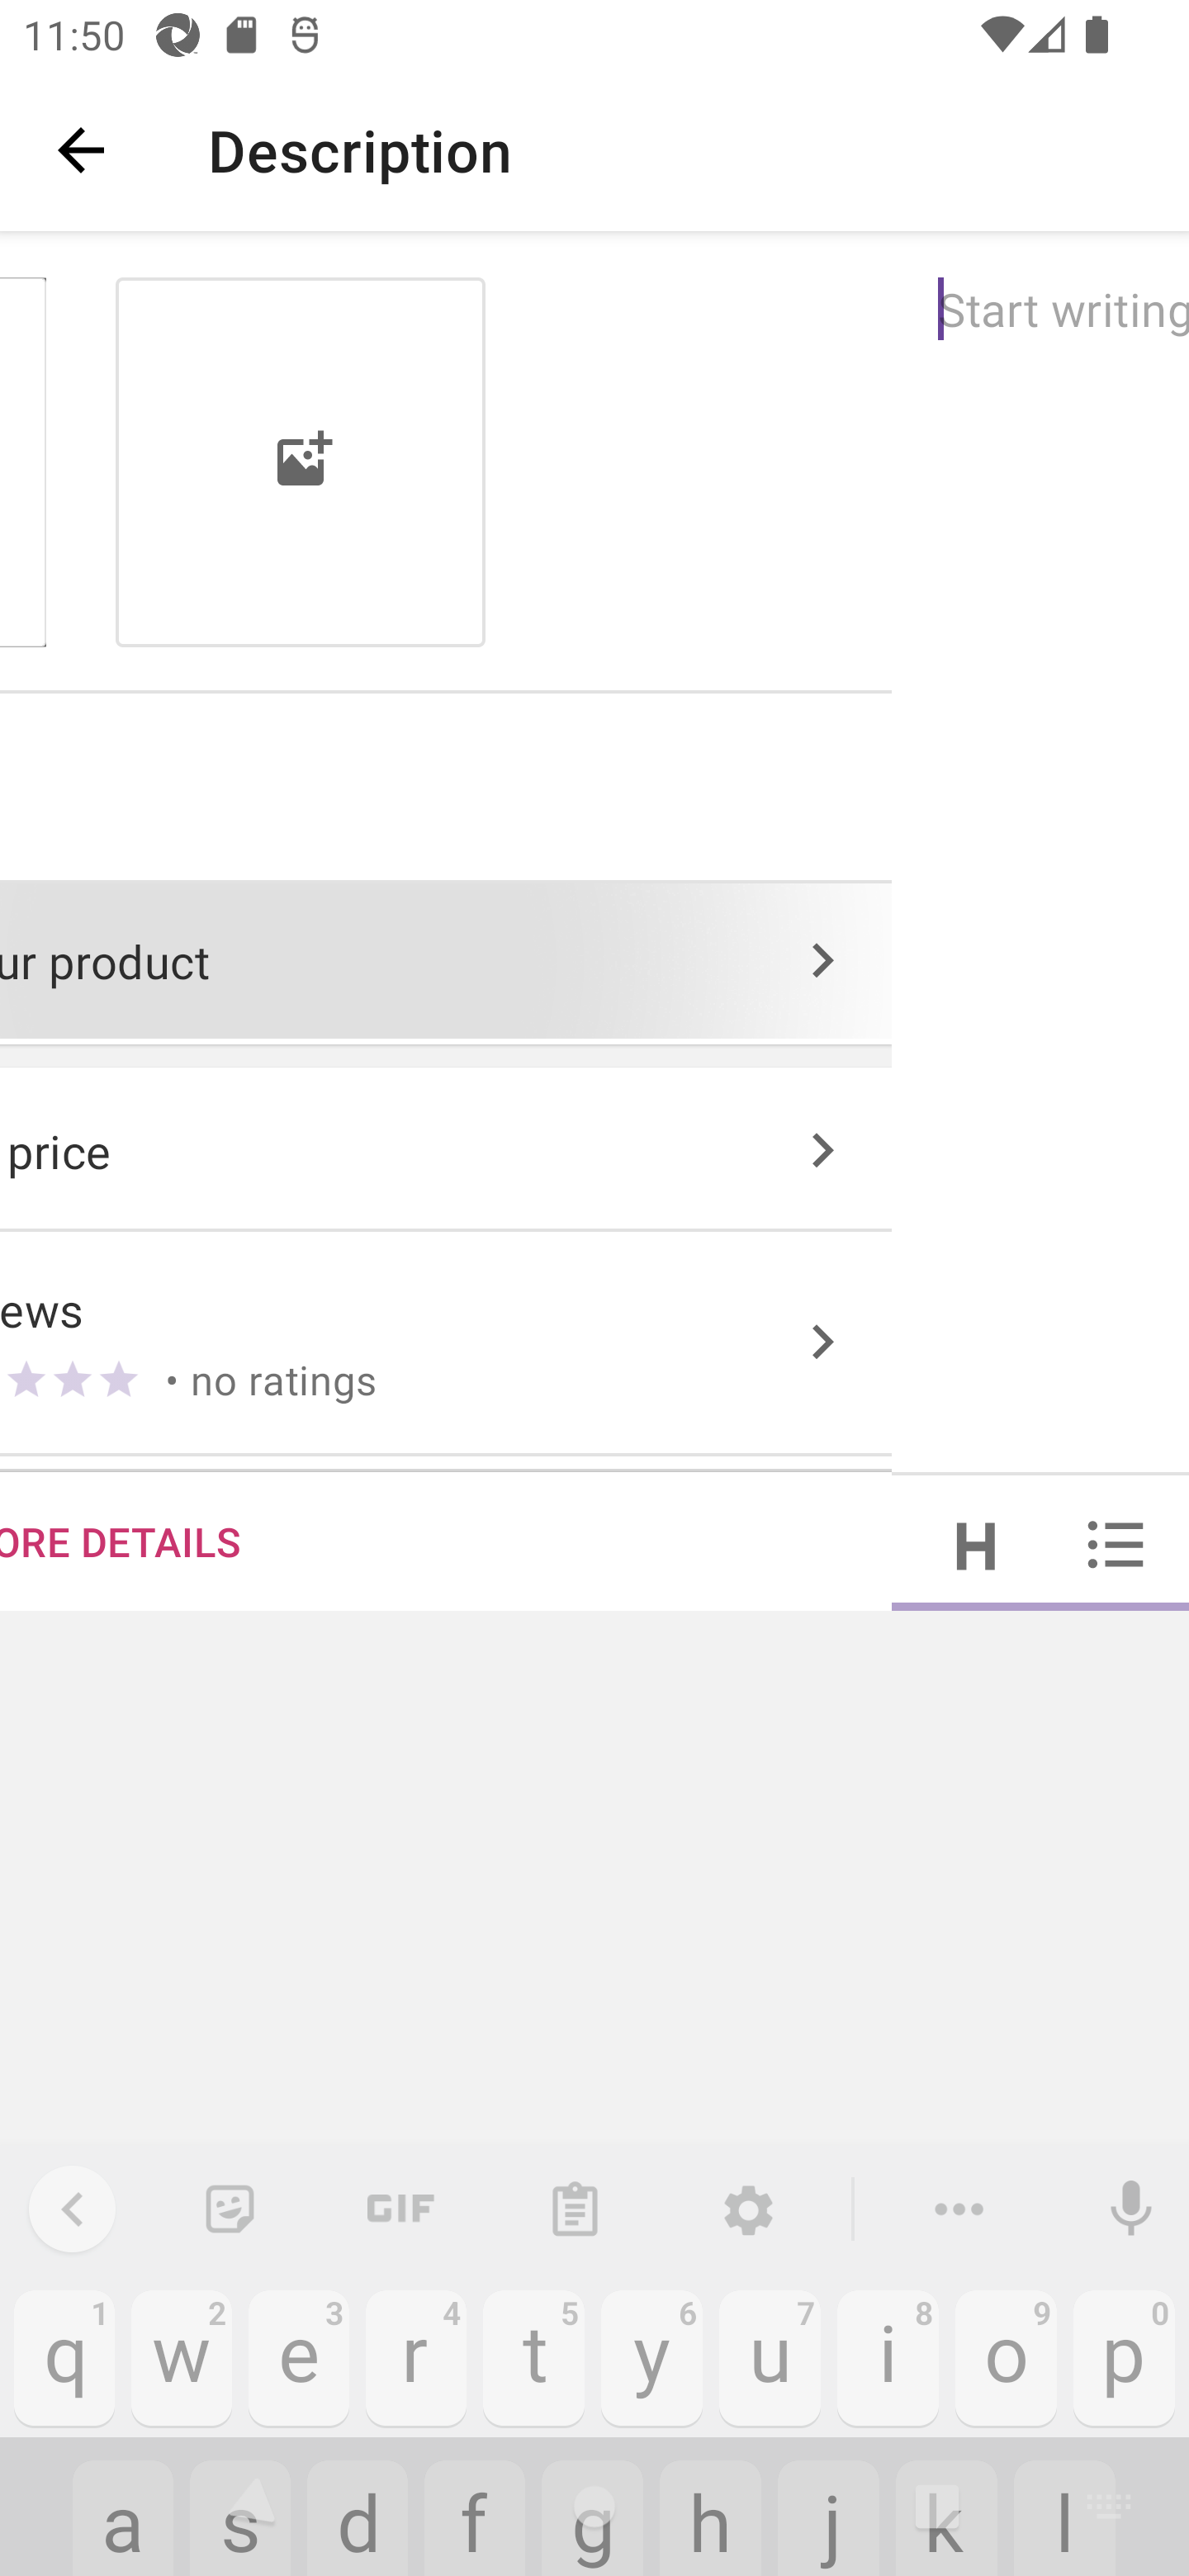 11:50
Description
Start writing
ur product
price
ews
• no ratings
ORE DETAILS
H
GIF
1 2 3 4 5 6 7 8 9 0
q w e r t y u i o p
a s d f g h j k l